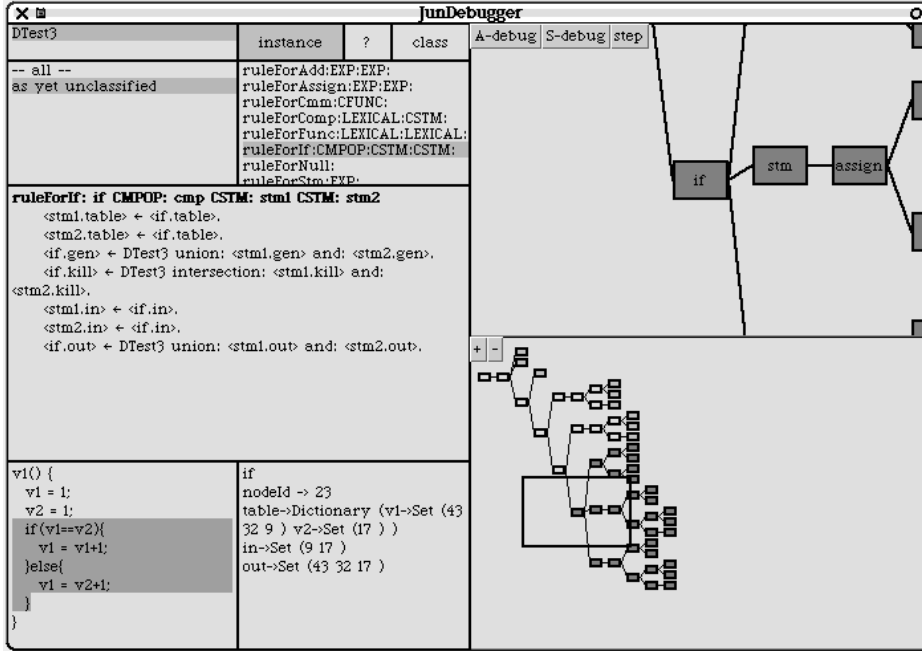 JunDebugger
DTest3
instance ? class
A-debug S-debug step
-- all --
as yet unclassified
ruleForAdd:EXP:EXP:
ruleForAssign:EXP:EXP:
ruleForCmm:CFUNC:
ruleForComp:LEXICAL:CSTM:
ruleForFunc:LEXICAL:LEXICAL:
ruleForIf:CMPOP:CSTM:CSTM:
ruleForNull:
ruleForStm:EXP:
if stm assign
ruleForIf: if CMPOP: cmp CSTM: stm1 CSTM: stm2
<stm1.table> ← <if.table>.
<stm2.table> ← <if.table>.
<if.gen> ← DTest3 union: <stm1.gen> and: <stm2.gen>.
<if.kill> ← DTest3 intersection: <stm1.kill> and:
<stm2.kill>.
<stm1.in> ← <if.in>.
<stm2.in> ← <if.in>.
<if.out> ← DTest3 union: <stm1.out> and: <stm2.out>.
+ -
v1() {
v1 = 1;
v2 = 1;
if(v1==v2){
v1 = v1+1;
}else{
v1 = v2+1;
}
}
if
nodeId -> 23
table->Dictionary (v1->Set (43
32 9 ) v2->Set (17 ) )
in->Set (9 17 )
out->Set (43 32 17 )